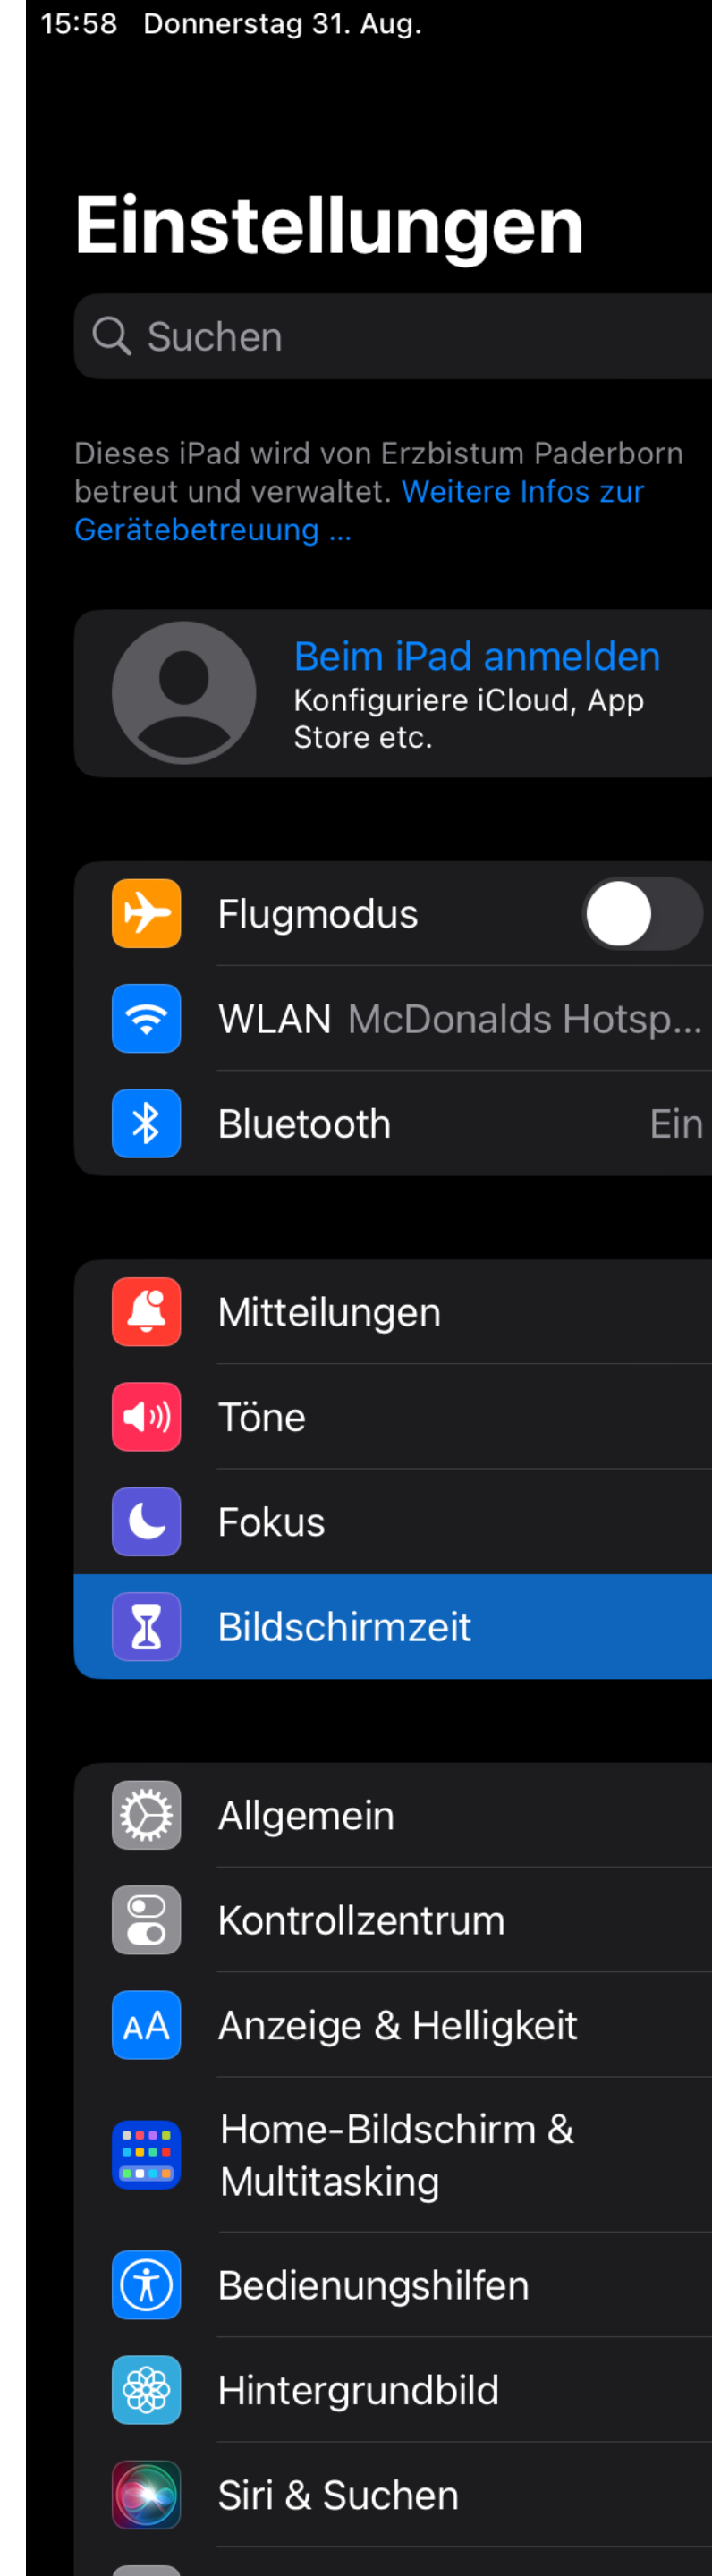 15:58 Donnerstag 31. Aug.
Einstellungen
Suchen
Dieses iPad wird von Erzbistum Paderborn
betreut und verwaltet. Weitere Infos zur
Gerätebetreuung ...
Beim iPad anmelden
Konfiguriere iCloud, App
Store etc.
Flugmodus
WLAN McDonalds Hotsp...
Bluetooth Ein
Mitteilungen
Töne
Fokus
Bildschirmzeit
Allgemein
Kontrollzentrum
AA Anzeige & Helligkeit
Home-Bildschirm &
Multitasking
Bedienungshilfen
Hintergrundbild
Siri & Suchen